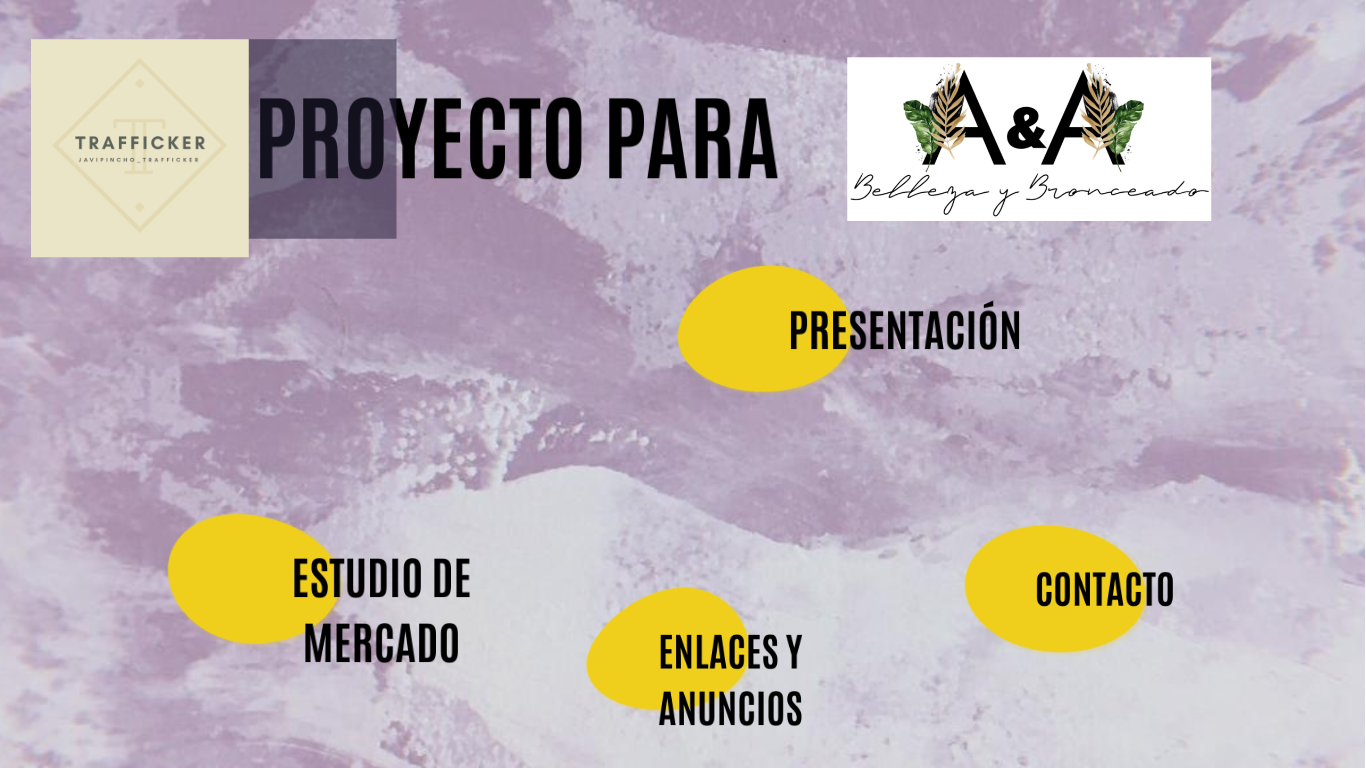 TRAFFICKER
JAVIPINCHO_TRAFFICKER
PROYECTO PARA
A&A
Belleza y Bronceado
PRESENTACIÓN
ESTUDIO DE
MERCADO
ENLACES Y
ANUNCIOS
CONTACTO